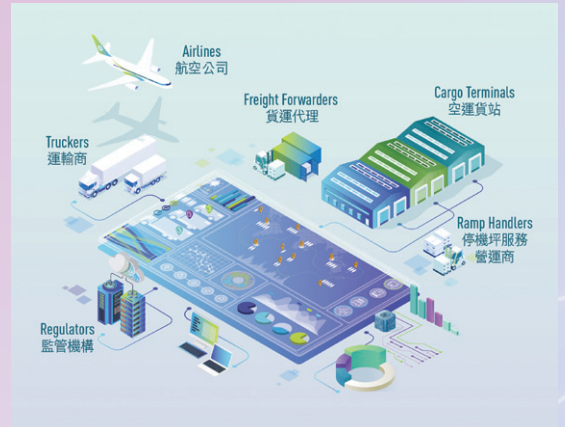 Airlines
航空公司
Freight Forwarders
貨運代理
Cargo Terminals
空運貨站
Truckers
運輸商
Ramp Handlers
停機坪服務
營運商
Regulators
監管機構